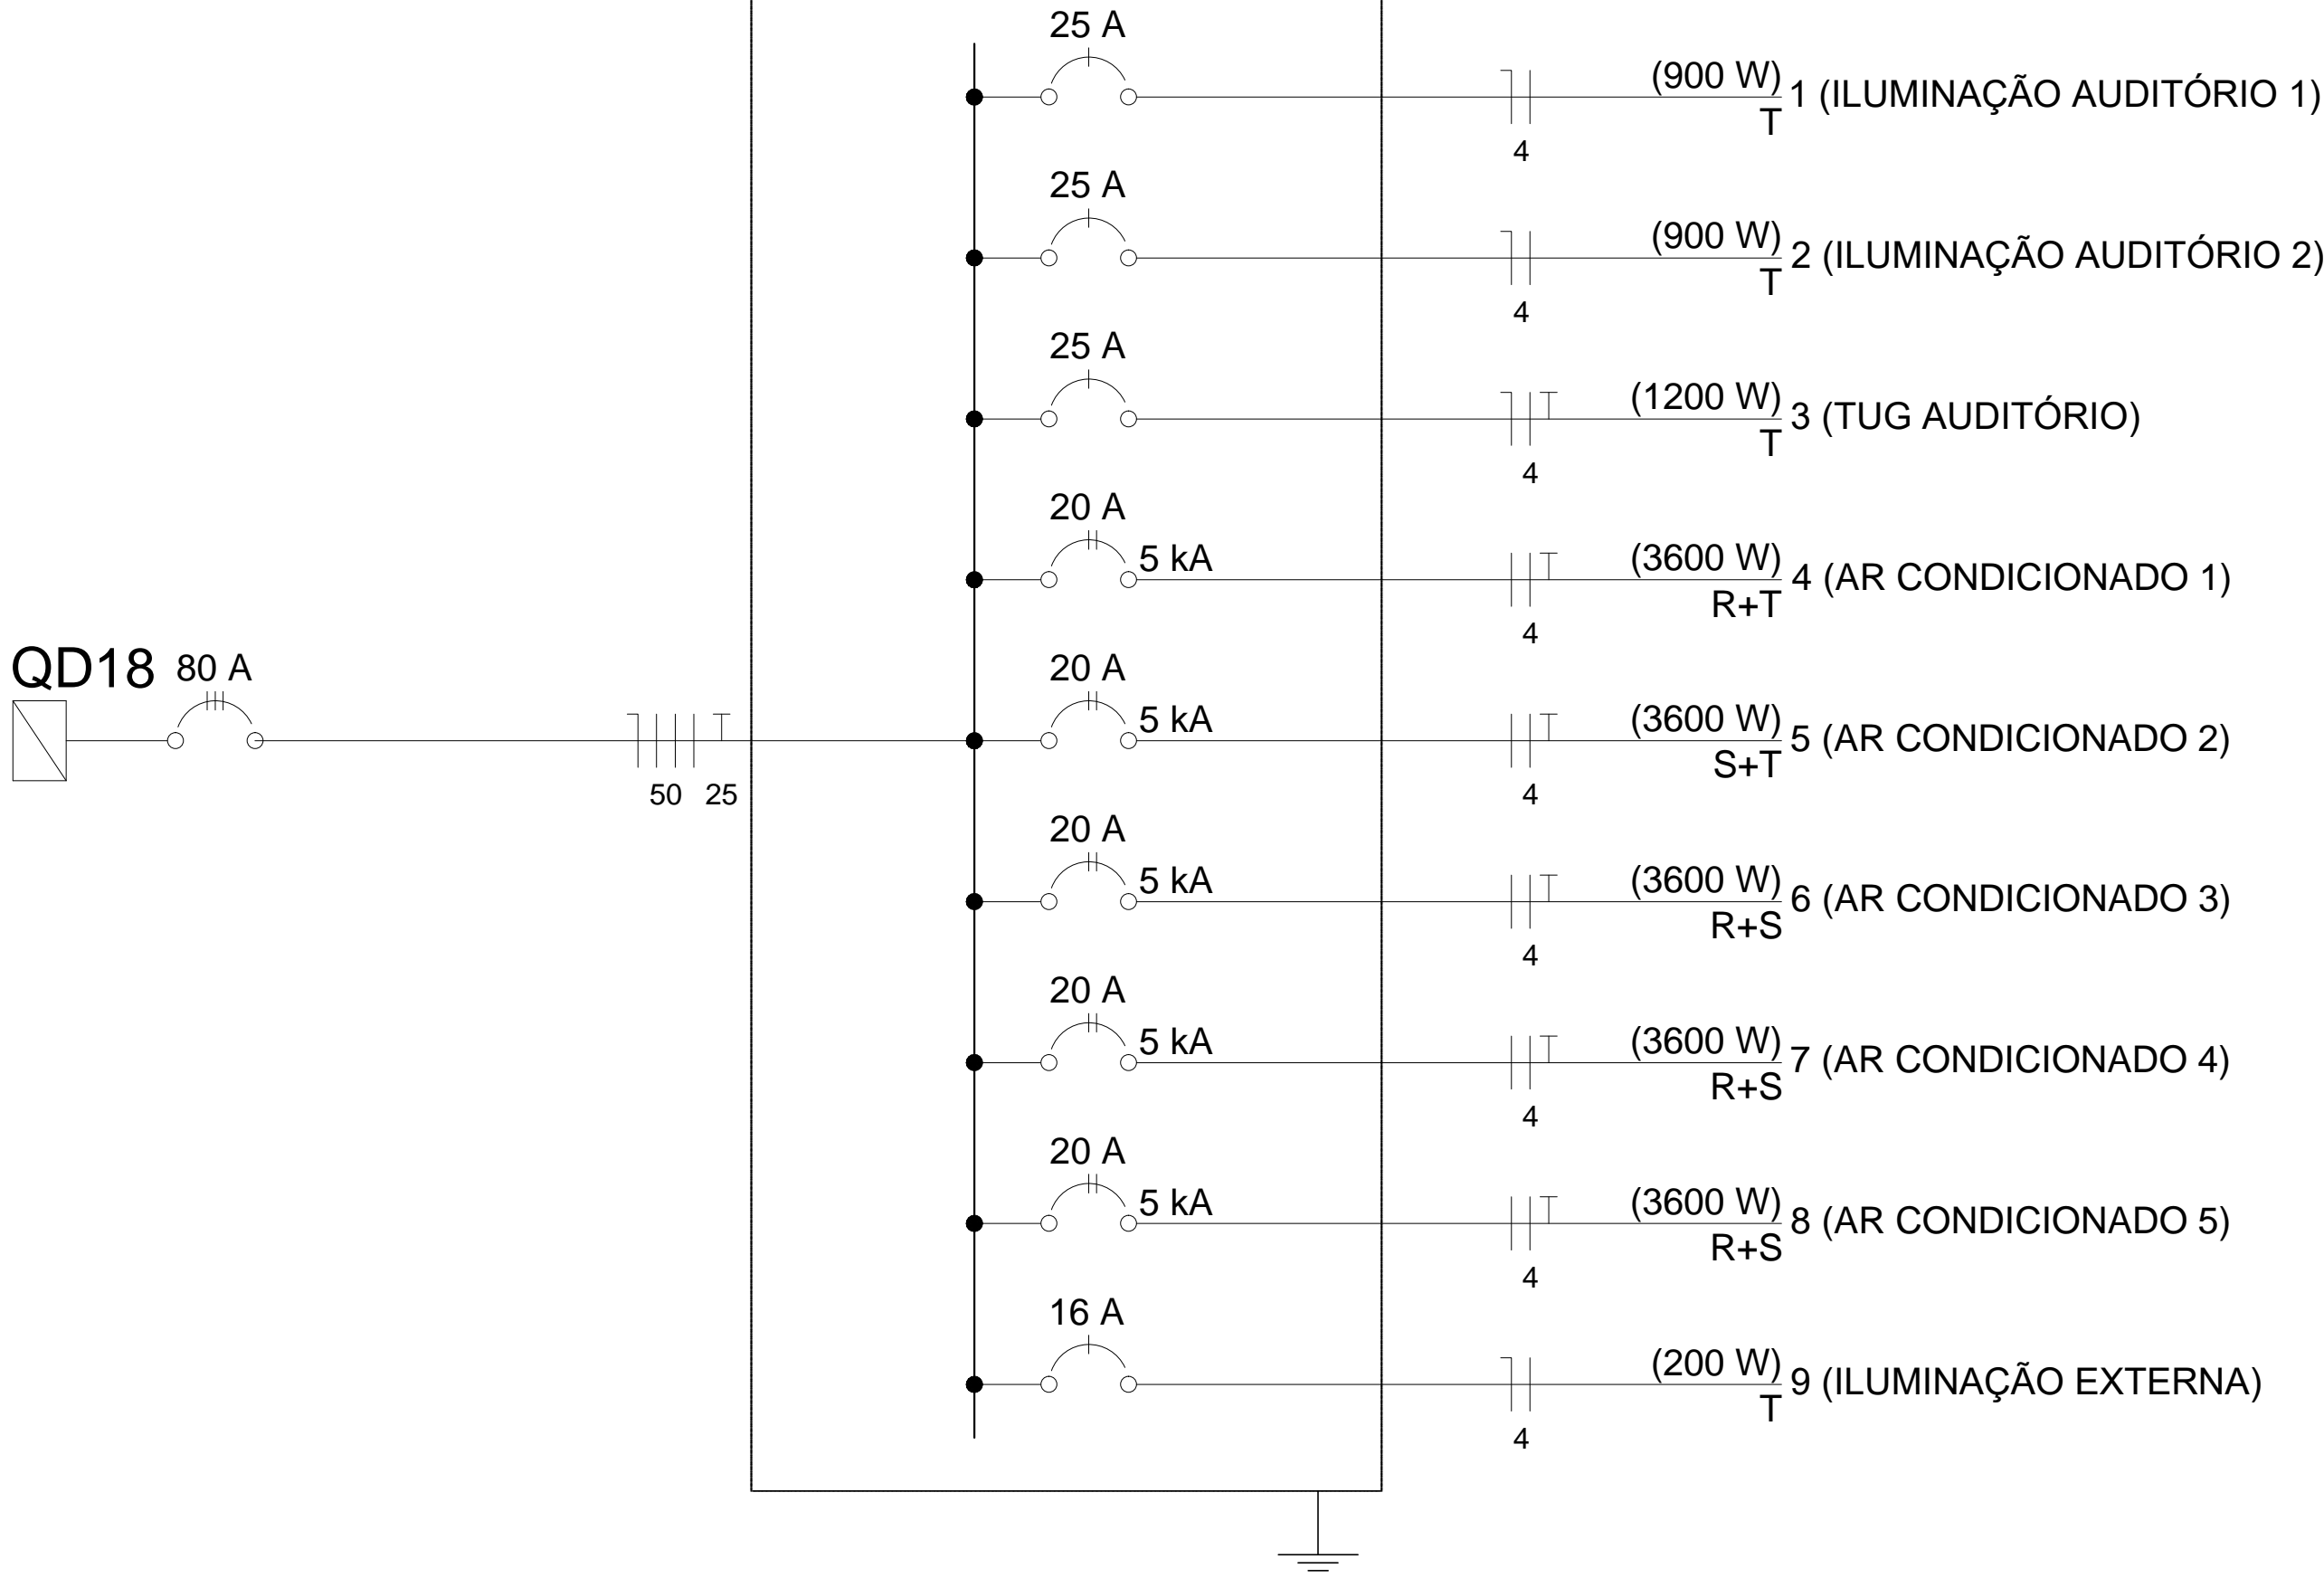 25 A
(900 W) 1 (ILUMINAÇÃO AUDITÓRIO 1)
T
4
25 A
(900 W) 2 (ILUMINAÇÃO AUDITÓRIO 2)
T
4
25 A
(1200 W) 3 (TUG AUDITÓRIO)
T
4
20 A
5 kA (3600 W) 4 (AR CONDICIONADO 1)
R+T
4
QD18 80 A
50 25
20 A
5 kA (3600 W) 5 (AR CONDICIONADO 2)
S+T
4
20 A
5 kA (3600 W) 6 (AR CONDICIONADO 3)
R+S
4
20 A
5 kA (3600 W) 7 (AR CONDICIONADO 4)
R+S
4
20 A
5 kA (3600 W) 8 (AR CONDICIONADO 5)
R+S
4
16 A
(200 W) 9 (ILUMINAÇÃO EXTERNA)
T
4